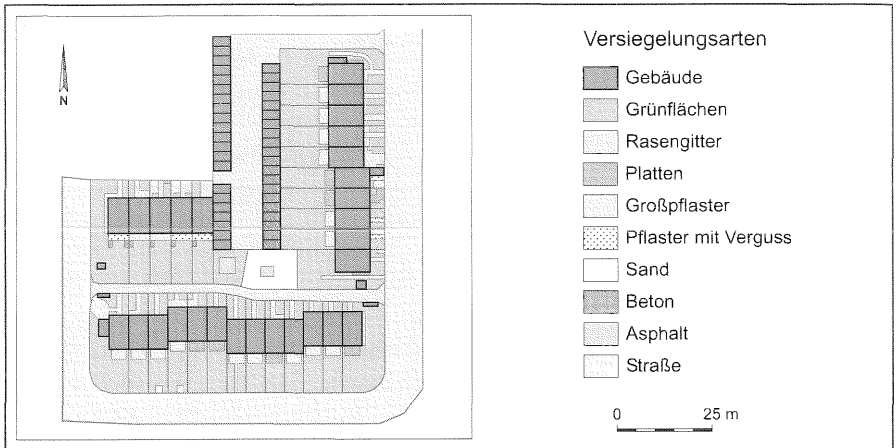 N
Versiegelungsarten
Gebäude
Grünflächen
Rasengitter
Platten
Großpflaster
Pflaster mit Verguss
Sand
Beton
Asphalt
Straße
0 25 m